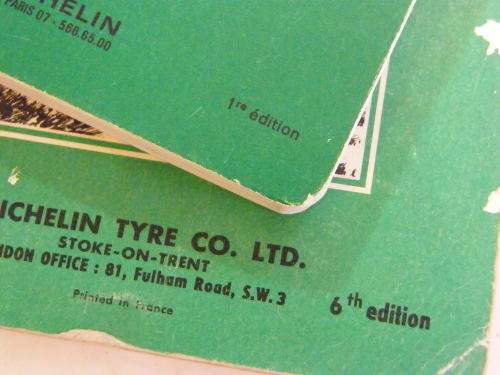 HELIN
PARIS 07 - 566.65.00
1re édition
ICHELIN TYRE CO. LTD.
STOKE-ON-TRENT
NDON OFFICE : 81, Fulham Road, S.W. 3
Printed in France
6th edition